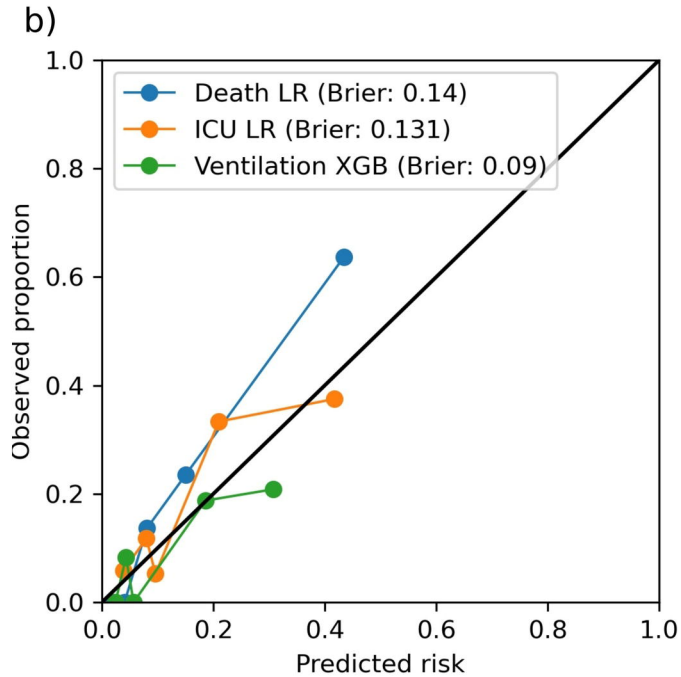 b)
1.0
Death LR (Brier: 0.14)
ICU LR (Brier: 0.131)
Ventilation XGB (Brier: 0.09)
0.8
0.6
0.4
0.2
0.0
Observed proportion
0.0 0.2 0.4 0.6 0.8 1.0
Predicted risk